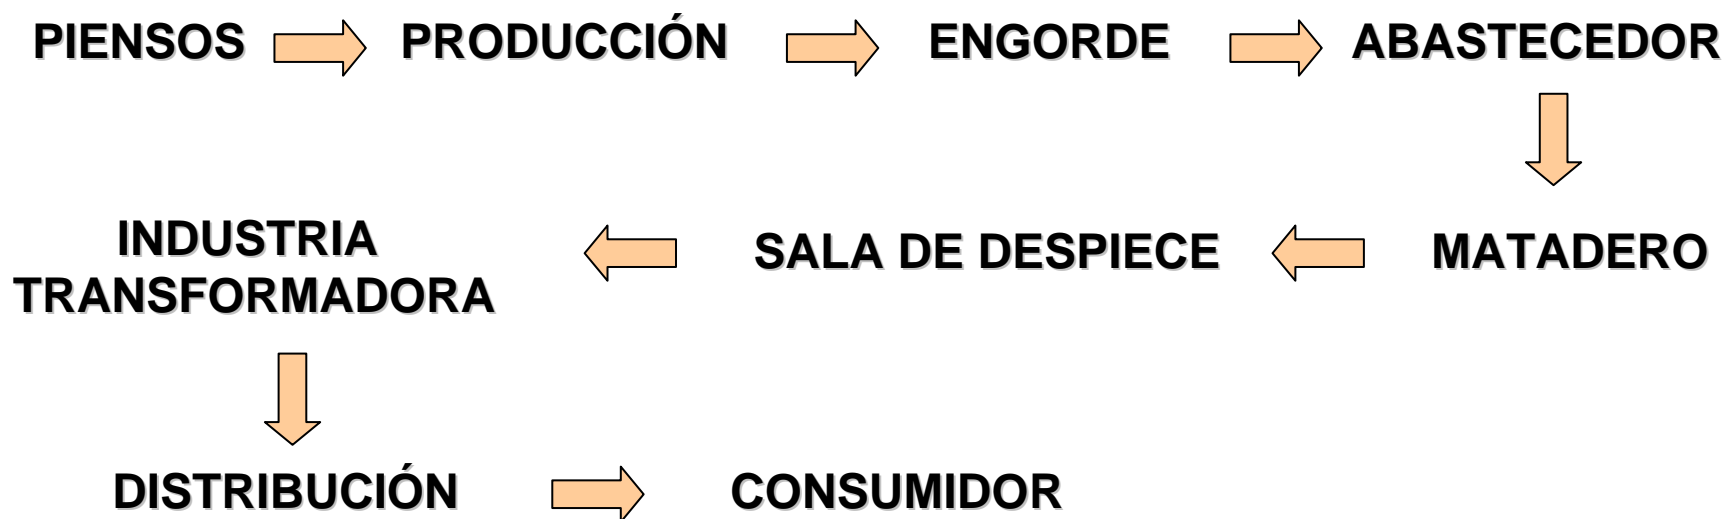 PIENSOS PRODUCCIÓN ENGORDE ABASTECEDOR
INDUSTRIA
TRANSFORMADORA
SALA DE DESPIECE MATADERO
DISTRIBUCIÓN CONSUMIDOR